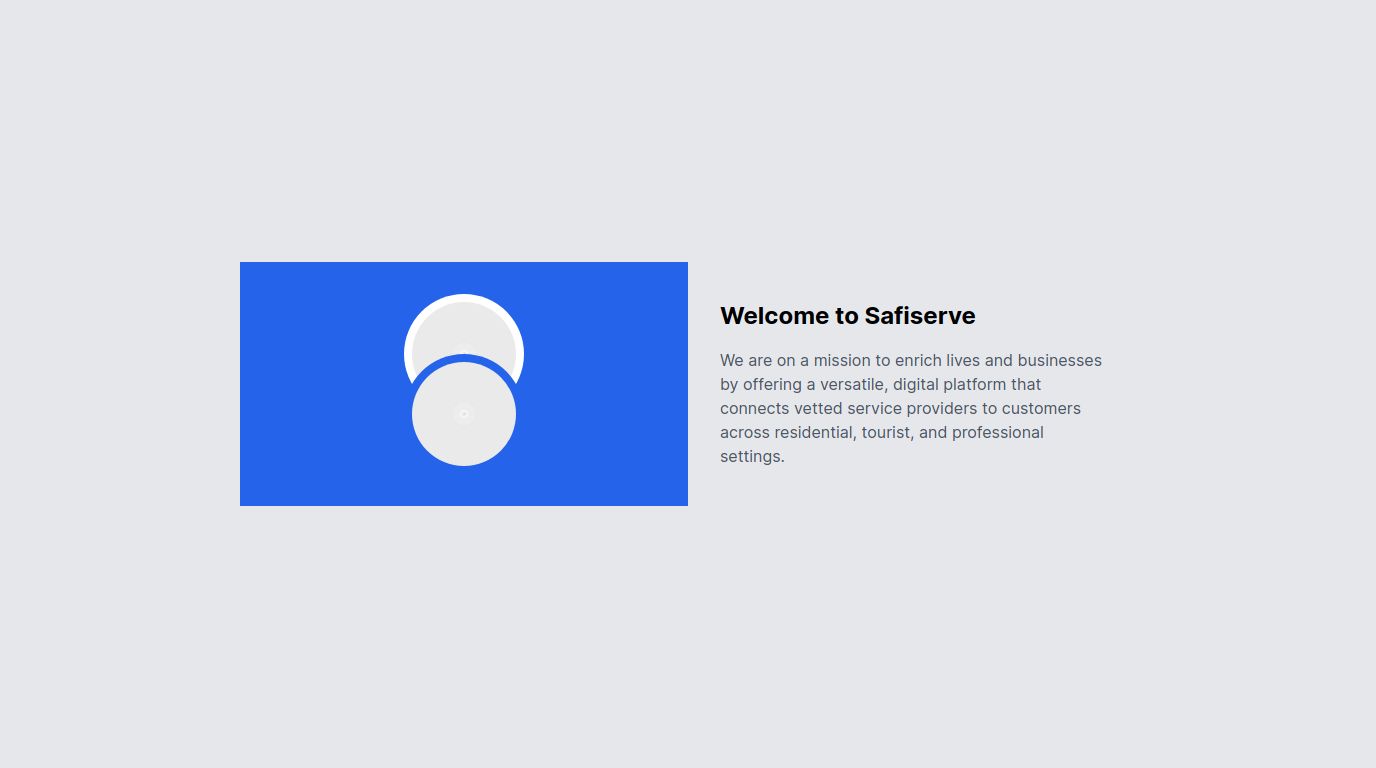 Welcome to Safiserve
We are on a mission to enrich lives and businesses
by offering a versatile, digital platform that
connects vetted service providers to customers
across residential, tourist, and professional
settings.